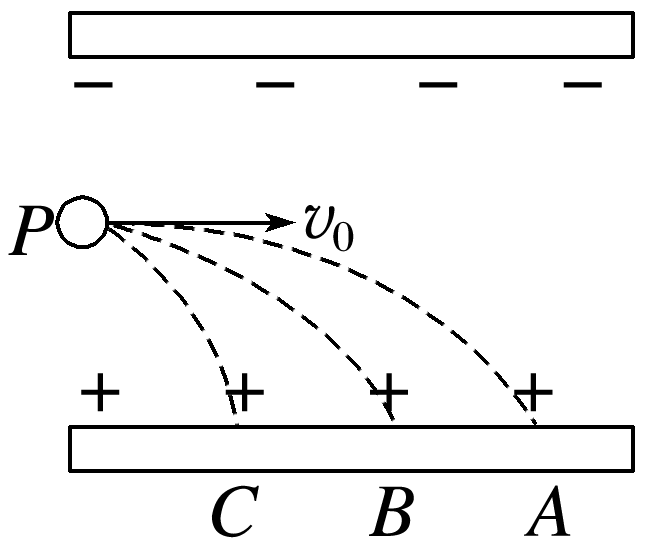 − − − −
P v₀
+ + + +
C B A